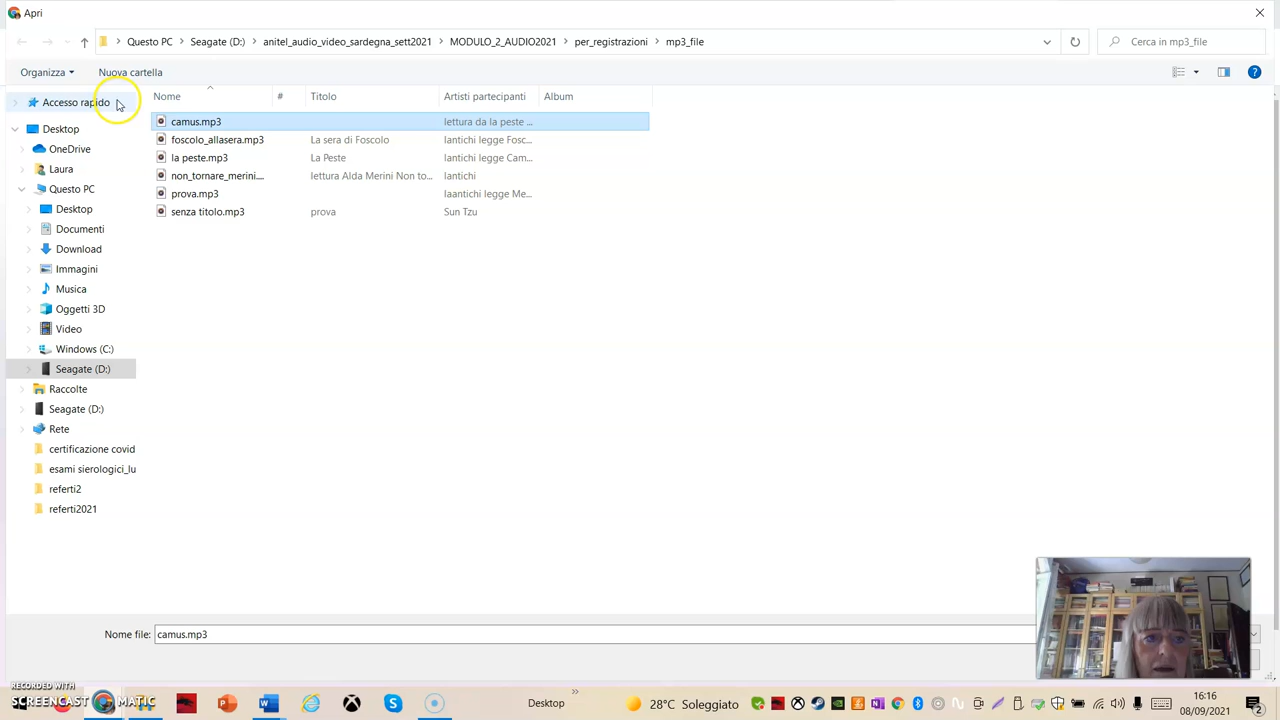 Apri
Questo PC > Seagate (D:) > anitel_audio_video_sardegna_sett2021 > MODULO_2_AUDIO2021 > per_registrazioni > mp3_file
Cerca in mp3_file
Organizza
Nuova cartella
Accesso rapido
Desktop
OneDrive
Laura
Questo PC
Desktop
Documenti
Download
Immagini
Musica
Oggetti 3D
Video
Windows (C:)
Seagate (D:)
Raccolte
Seagate (D:)
Rete
certificazione covid
esami sierologici_lu
referti2
referti2021
Nome # Titolo Artisti partecipanti Album
camus.mp3 lettura da la peste ...
foscolo_allasera.mp3 La sera di Foscolo lantichi legge Fosc...
la peste.mp3 La Peste lantichi legge Cam...
non_tornare_merini.... lettura Alda Merini Non to... lantichi
prova.mp3 laantichi legge Me...
senza titolo.mp3 prova Sun Tzu
Nome file: camus.mp3
RECORDED WITH
SCREENCAST MATIC
Desktop
28°C Soleggiato
16:16
08/09/2021
2